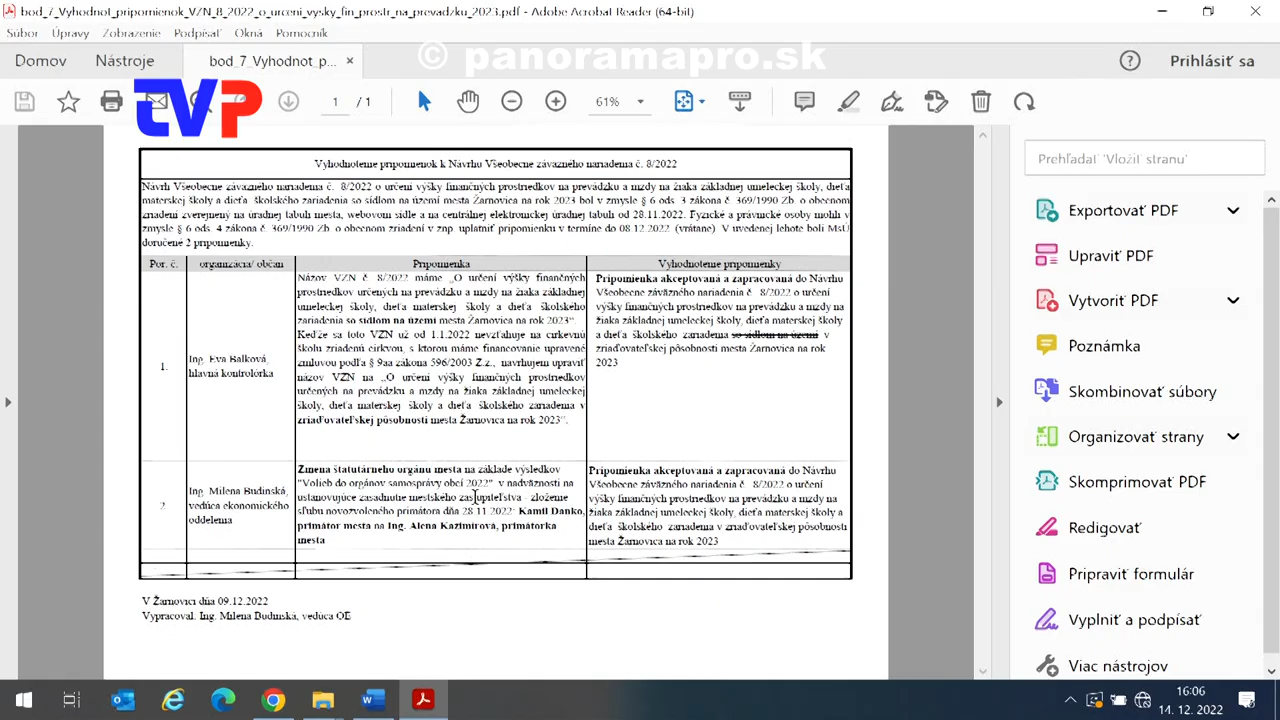 bod_7_Vyhodnot_pripomienok_VZN_8_2022_o_urceni_vysky_fin_prostr_na_prevadzku_2023.pdf - Adobe Acrobat Reader (64-bit)
Súbor Úpravy Zobrazenie Podpísať Okná Pomocník
© panoramapro.sk
Domov Nástroje bod_7_Vyhodnot_p... × Prihlásiť sa
TVP
1 / 1 61%
Vyhodnotenie pripomienok k Návrhu Všeobecne záväzného nariadenia č. 8/2022
Návrh Všeobecne záväzného nariadenia č. 8/2022 o určení výšky finančných prostriedkov na prevádzku a mzdy na žiaka základnej umeleckej školy, dieťa
materskej školy a dieťa školského zariadenia so sídlom na území mesta Žarnovica na rok 2023 bol v zmysle § 6 ods. 3 zákona č. 369/1990 Zb. o obecnom
zriadení zverejnený na úradnej tabuli mesta, webovom sídle a na centrálnej elektronickej úradnej tabuli od 28.11.2022. Fyzické a právnické osoby mohli v
zmysle § 6 ods. 4 zákona č. 369/1990 Zb. o obecnom zriadení v znp. uplatniť pripomienku v termíne do 08.12.2022 (vrátane). V uvedenej lehote boli MsÚ
doručené 2 pripomienky.
Por. č. organizácia/ občan Pripomienka Vyhodnotenie pripomienky
1.
Ing. Eva Balková,
hlavná kontrolórka
Názov VZN č. 8/2022 máme „O určení výšky finančných
prostriedkov určených na prevádzku a mzdy na žiaka základnej
umeleckej školy, dieťa materskej školy a dieťa školského
zariadenia so sídlom na území mesta Žarnovica na rok 2023“.
Keďže sa toto VZN už od 1.1.2022 nevzťahuje na cirkevnú
školu zriadenú cirkvou, s ktorou máme financovanie upravené
zmluvou podľa § 9aa zákona 596/2003 Z.z., navrhujem upraviť
názov VZN na „O určení výšky finančných prostriedkov
určených na prevádzku a mzdy na žiaka základnej umeleckej
školy, dieťa materskej školy a dieťa školského zariadenia v
zriaďovateľskej pôsobnosti mesta Žarnovica na rok 2023“.
Pripomienka akceptovaná a zapracovaná do Návrhu
Všeobecne záväzného nariadenia č. 8/2022 o určení
výšky finančných prostriedkov na prevádzku a mzdy na
žiaka základnej umeleckej školy, dieťa materskej školy
a dieťa školského zariadenia so sídlom na území v
zriaďovateľskej pôsobnosti mesta Žarnovica na rok
2023
2
Ing. Milena Budinská,
vedúca ekonomického
oddelenia
Zmena štatutárneho orgánu mesta na základe výsledkov
"Volieb do orgánov samosprávy obcí 2022" v nadväznosti na
ustanovujúce zasadnutie mestského zastupiteľstva - zloženie
sľubu novozvoleného primátora dňa 28.11.2022: Kamil Danko,
primátor mesta na Ing. Alena Kazimírová, primátorka
mesta
Pripomienka akceptovaná a zapracovaná do Návrhu
Všeobecne záväzného nariadenia č. 8/2022 o určení
výšky finančných prostriedkov na prevádzku a mzdy na
žiaka základnej umeleckej školy, dieťa materskej školy a
dieťa školského zariadenia v zriaďovateľskej pôsobnosti
mesta Žarnovica na rok 2023
V Žarnovici dňa 09.12.2022
Vypracoval: Ing. Milena Budinská, vedúca OE
Prehľadať 'Vložiť stranu'
Exportovať PDF
Upraviť PDF
Vytvoriť PDF
Poznámka
Skombinovať súbory
Organizovať strany
Skomprimovať PDF
Redigovať
Pripraviť formulár
Vyplniť a podpísať
Viac nástrojov
16:06
14. 12. 2022